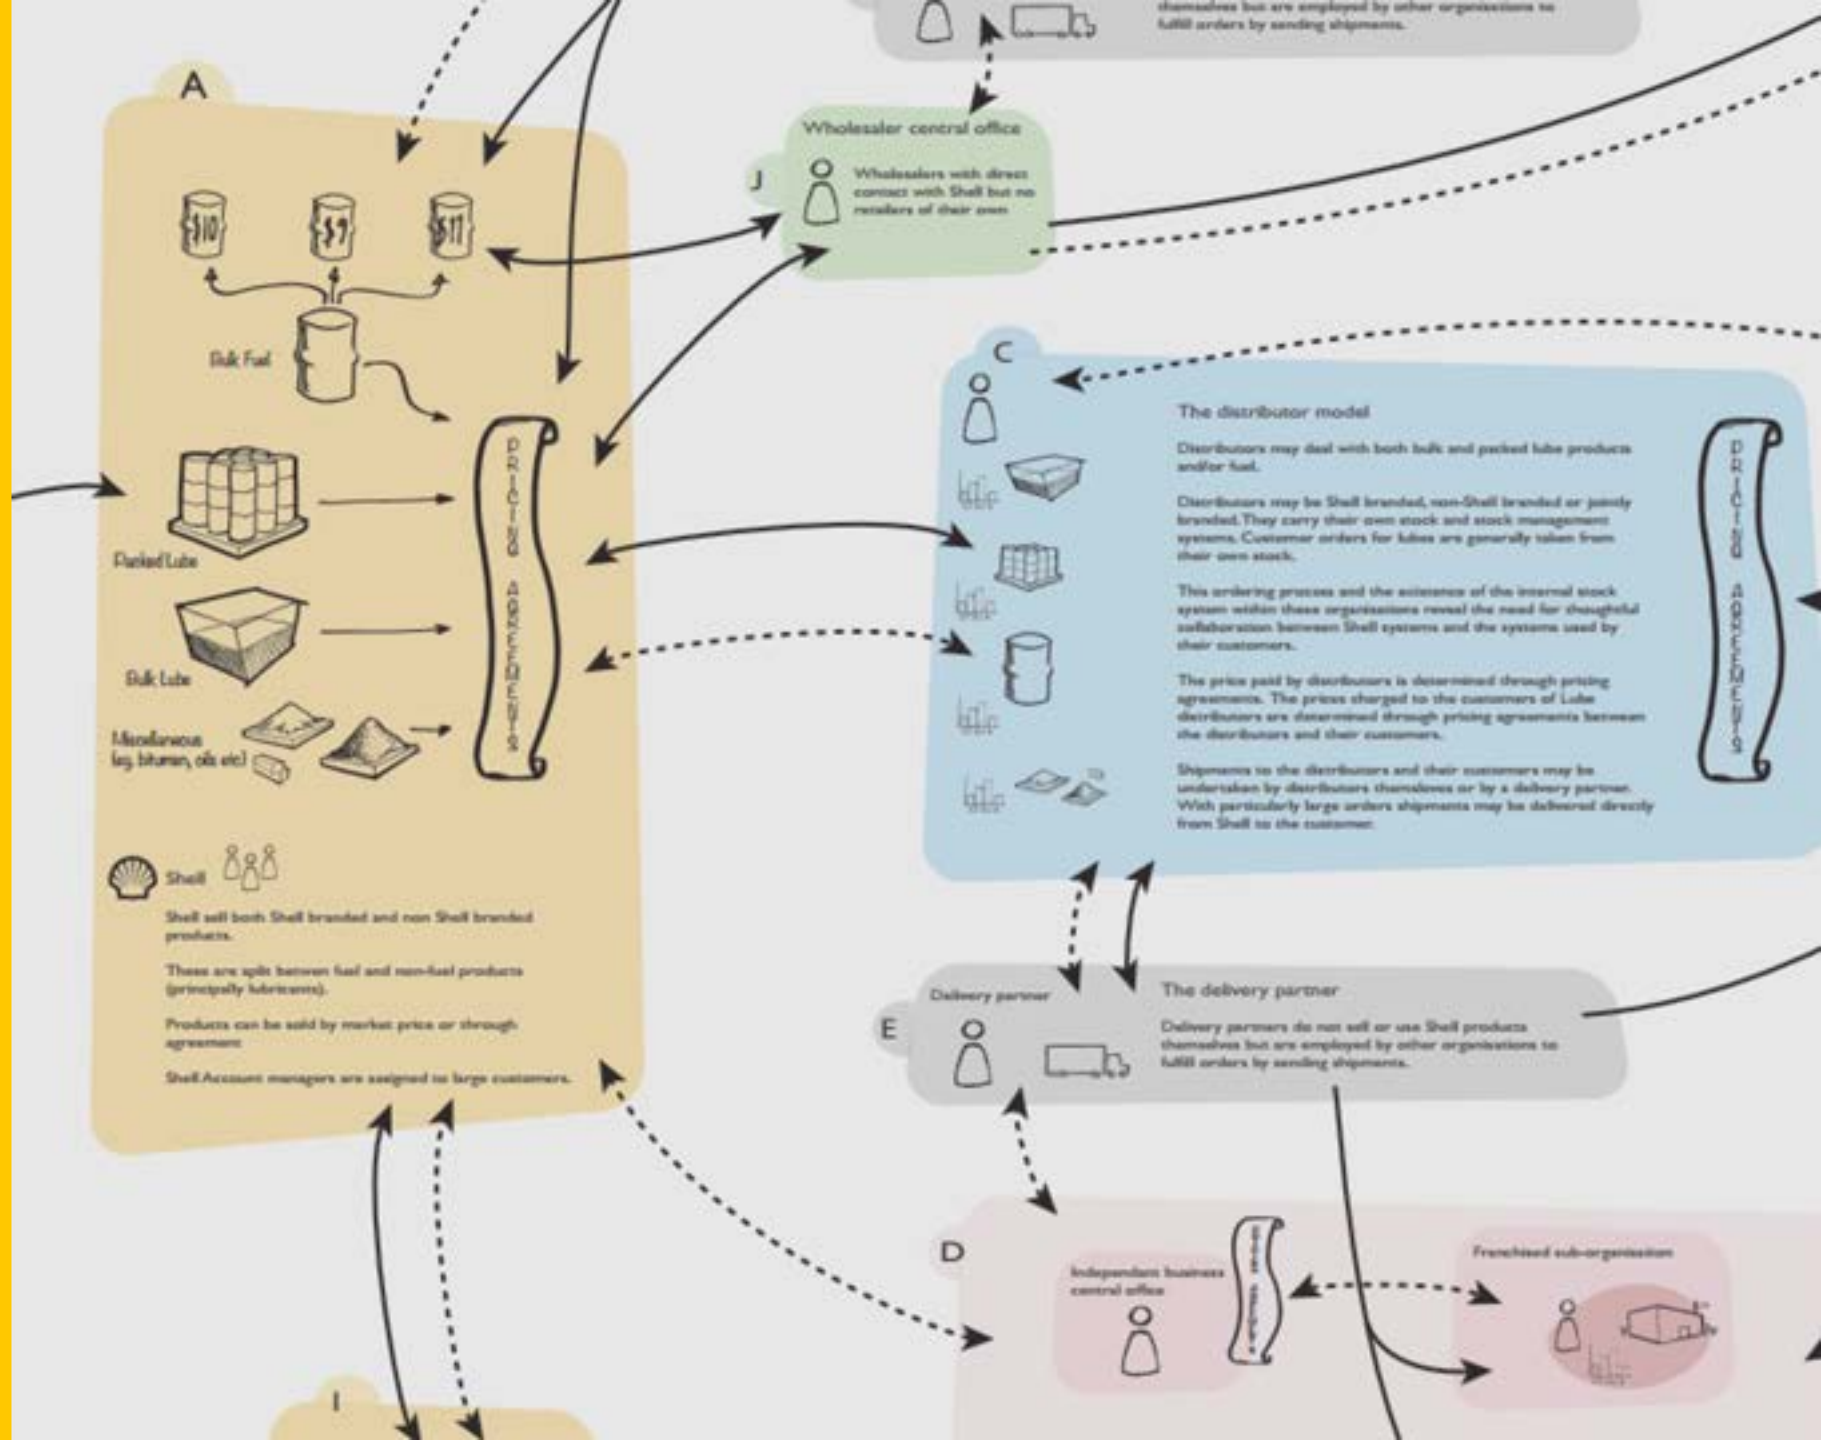 themselves but are employed by other organisations to
fulfill orders by sending shipments.
A
$10
$9
$11
Bulk Fuel
Packed Lube
Bulk Lube
Miscellaneous
(eg. bitumen, oils etc)
PRICING AGREEMENTS
Shell
Shell sell both Shell branded and non Shell branded
products.
These are split betwen fuel and non-fuel products
(principally lubricants).
Products can be sold by market price or through
agreement
Shell Account managers are assigned to large customers.
J
Wholesaler central office
Wholesalers with direct
contact with Shell but no
retailers of their own
C
The distributor model
Distributors may deal with both bulk and packed lube products
and/or fuel.
Distributors may be Shell branded, non-Shell branded or jointly
branded. They carry their own stock and stock management
systems. Customer orders for lubes are generally taken from
their own stock.
This ordering process and the existence of the internal stock
system within these organisations reveal the need for thoughtful
collaboration between Shell systems and the systems used by
their customers.
The price paid by distributors is determined through pricing
agreements. The prices charged to the customers of Lube
distributors are determined through pricing agreements between
the distributors and their customers.
Shipments to the distributors and their customers may be
undertaken by distributors themsleves or by a delivery partner.
With particularly large orders shipments may be delivered directly
from Shell to the customer.
PRICING AGREEMENTS
E
Delivery partner
The delivery partner
Delivery partners do not sell or use Shell products
themselves but are employed by other organisations to
fulfill orders by sending shipments.
D
Independent business
central office
Franchised sub-organisation
I